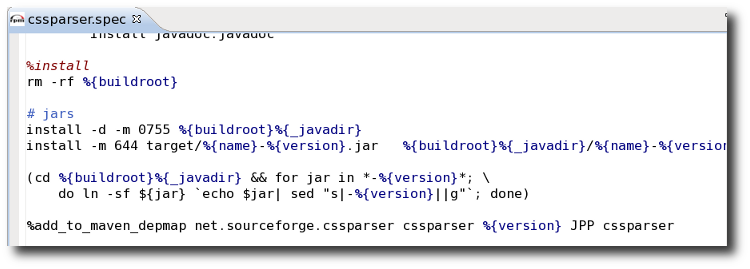 rpm cssparser.spec
install javadoc.javadoc
%install
rm -rf %{buildroot}
# jars
install -d -m 0755 %{buildroot}%{_javadir}
install -m 644 target/%{name}-%{version}.jar   %{buildroot}%{_javadir}/%{name}-%{version
(cd %{buildroot}%{_javadir} && for jar in *-%{version}*; \
    do ln -sf ${jar} `echo $jar| sed "s|-%{version}||g"`; done)
%add_to_maven_depmap net.sourceforge.cssparser cssparser %{version} JPP cssparser